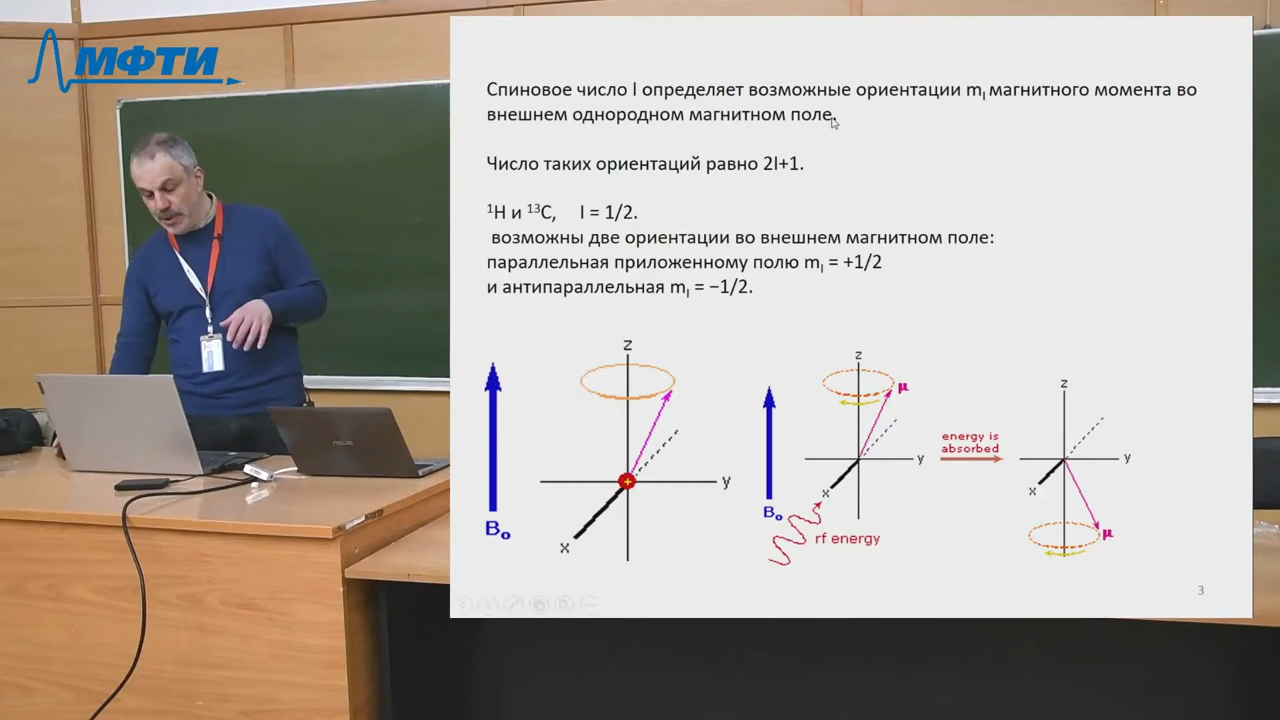 МФТИ
Спиновое число I определяет возможные ориентации mI магнитного момента во
внешнем однородном магнитном поле.
Число таких ориентаций равно 2I+1.
¹H и ¹³C, I = 1/2.
возможны две ориентации во внешнем магнитном поле:
параллельная приложенному полю mI = +1/2
и антипараллельная mI = −1/2.
z
y
x
Bo
z
μ
y
x
Bo
rf energy
energy is
absorbed
z
y
x
μ
3
ASUS